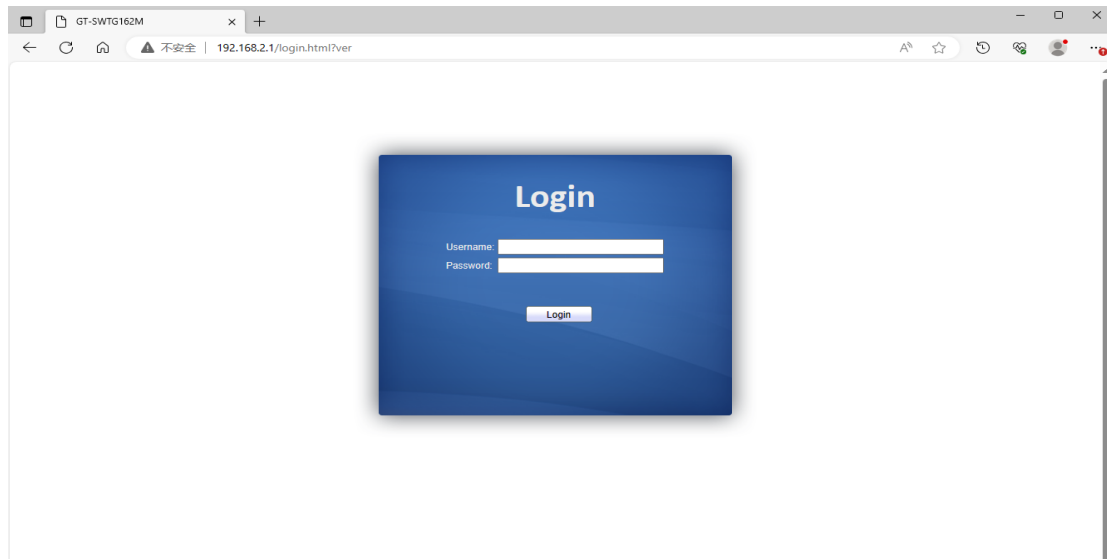 GT-SWTG162M
不安全 | 192.168.2.1/login.html?ver
Login
Username:
Password:
Login